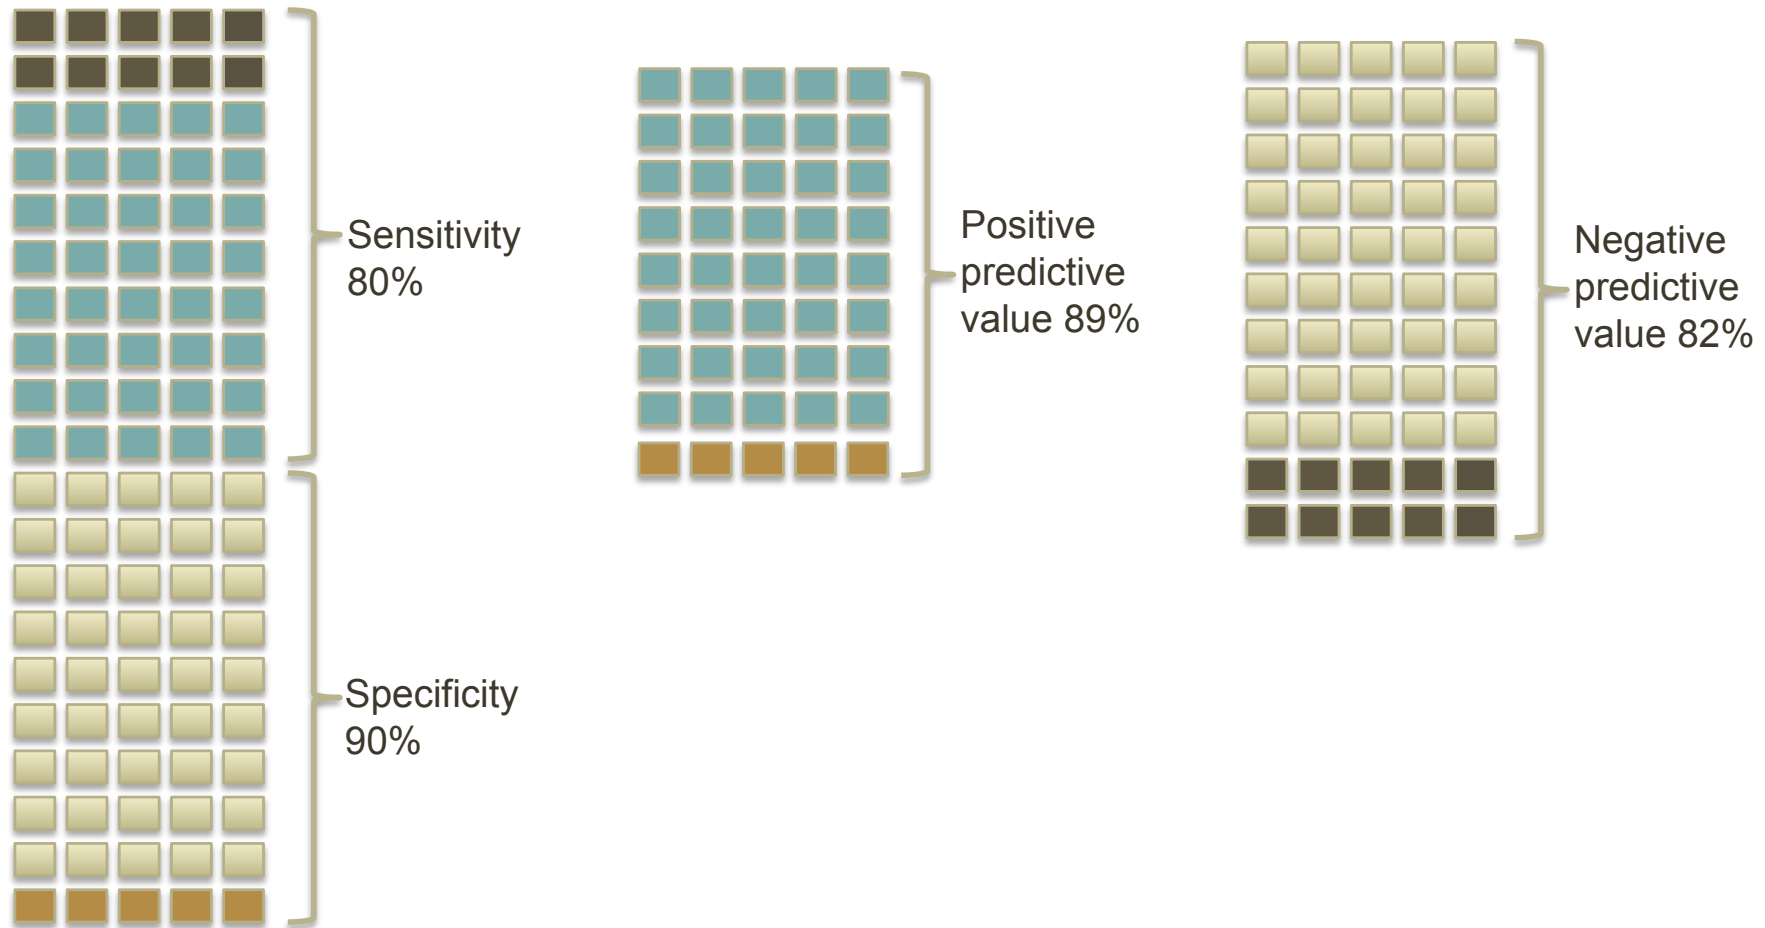 Sensitivity
80%
Specificity
90%
Positive
predictive
value 89%
Negative
predictive
value 82%